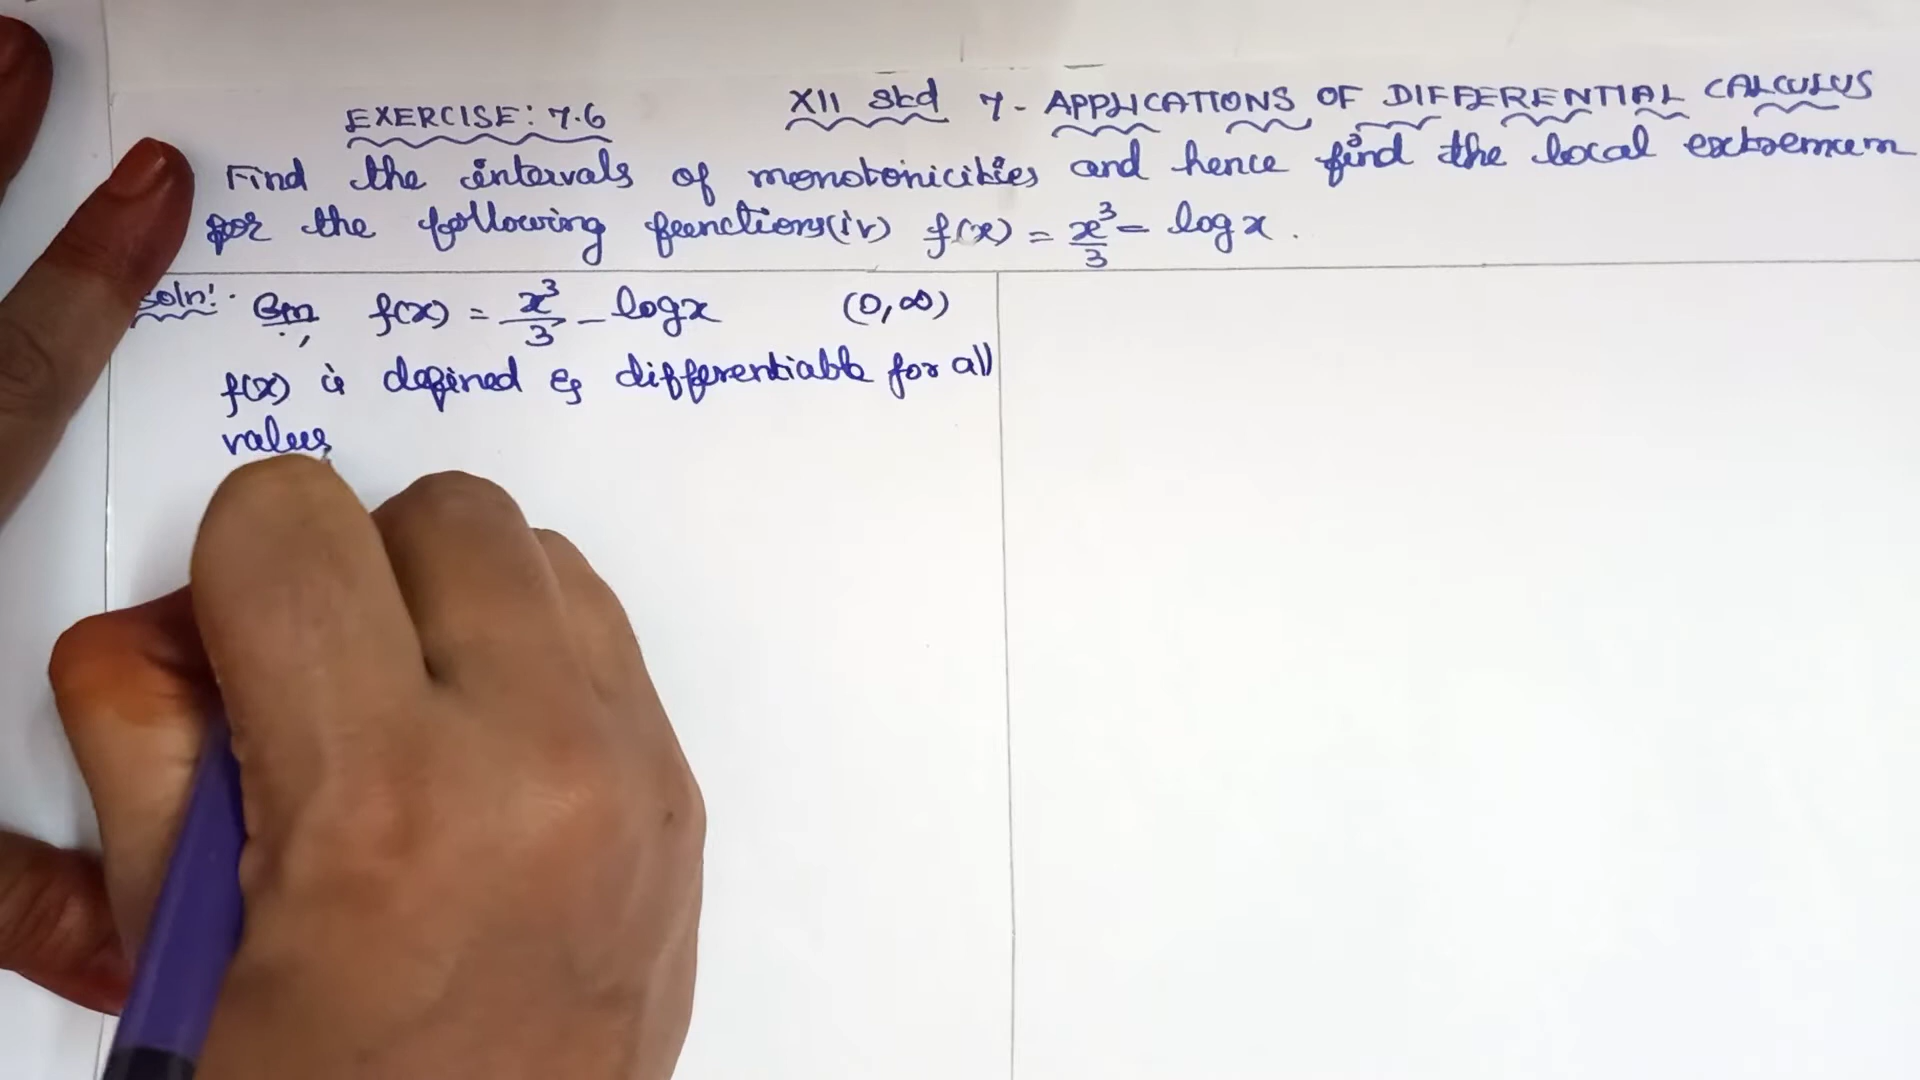 EXERCISE: 7.6 XII Std 7- APPLICATIONS OF DIFFERENTIAL CALCULUS
Find the intervals of monotonicities and hence find the local extremum
for the following functions(iv) f(x) = x³/3 - log x .
Soln:. Gn., f(x) = x³/3 - log x (0,∞)
f(x) is defined & differentiable for all
values